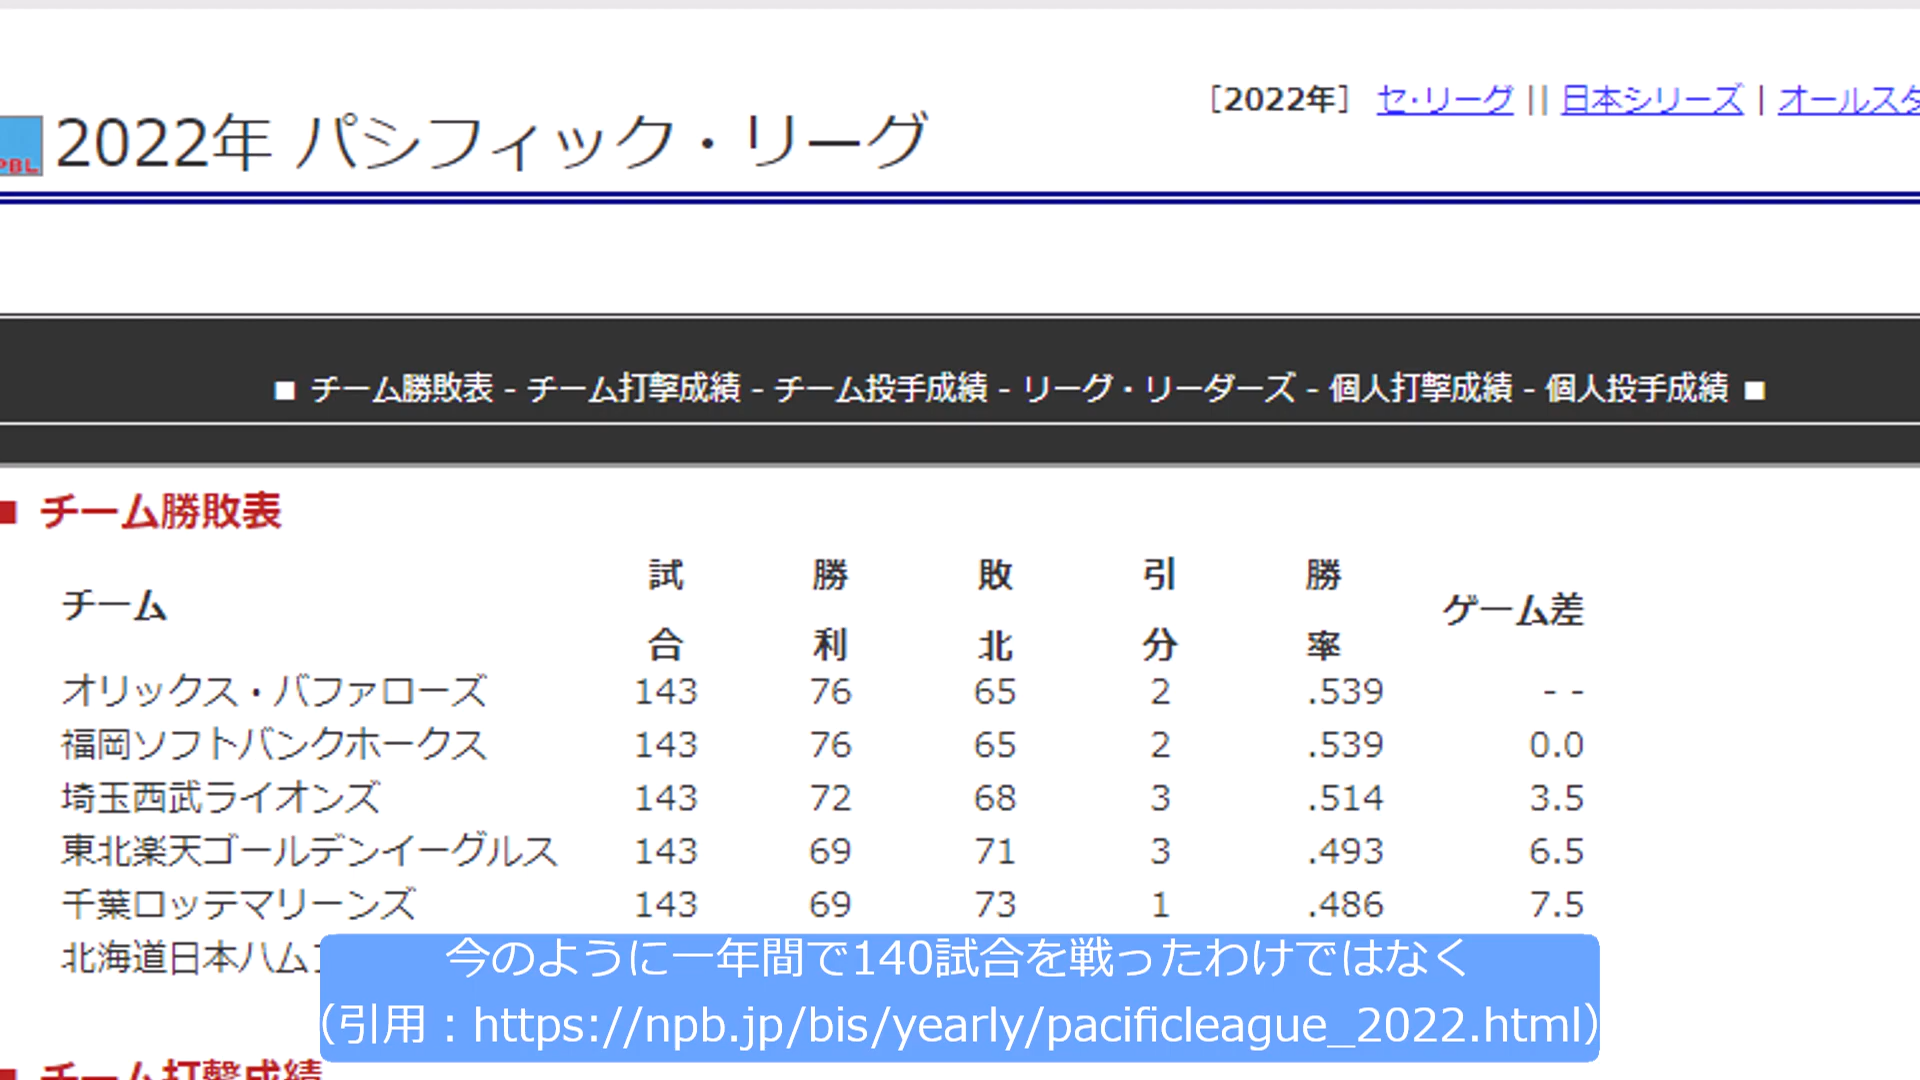 [2022年] セ・リーグ || 日本シリーズ | オールスタ
PBL 2022年 パシフィック・リーグ
■ チーム勝敗表 - チーム打撃成績 - チーム投手成績 - リーグ・リーダーズ - 個人打撃成績 - 個人投手成績 ■
■ チーム勝敗表
チーム 試合 勝利 敗北 引分 勝率 ゲーム差
オリックス・バファローズ 143 76 65 2 .539 - -
福岡ソフトバンクホークス 143 76 65 2 .539 0.0
埼玉西武ライオンズ 143 72 68 3 .514 3.5
東北楽天ゴールデンイーグルス 143 69 71 3 .493 6.5
千葉ロッテマリーンズ 143 69 73 1 .486 7.5
北海道日本ハム
今のように一年間で140試合を戦ったわけではなく
(引用：https://npb.jp/bis/yearly/pacificleague_2022.html)
■ チーム打撃成績